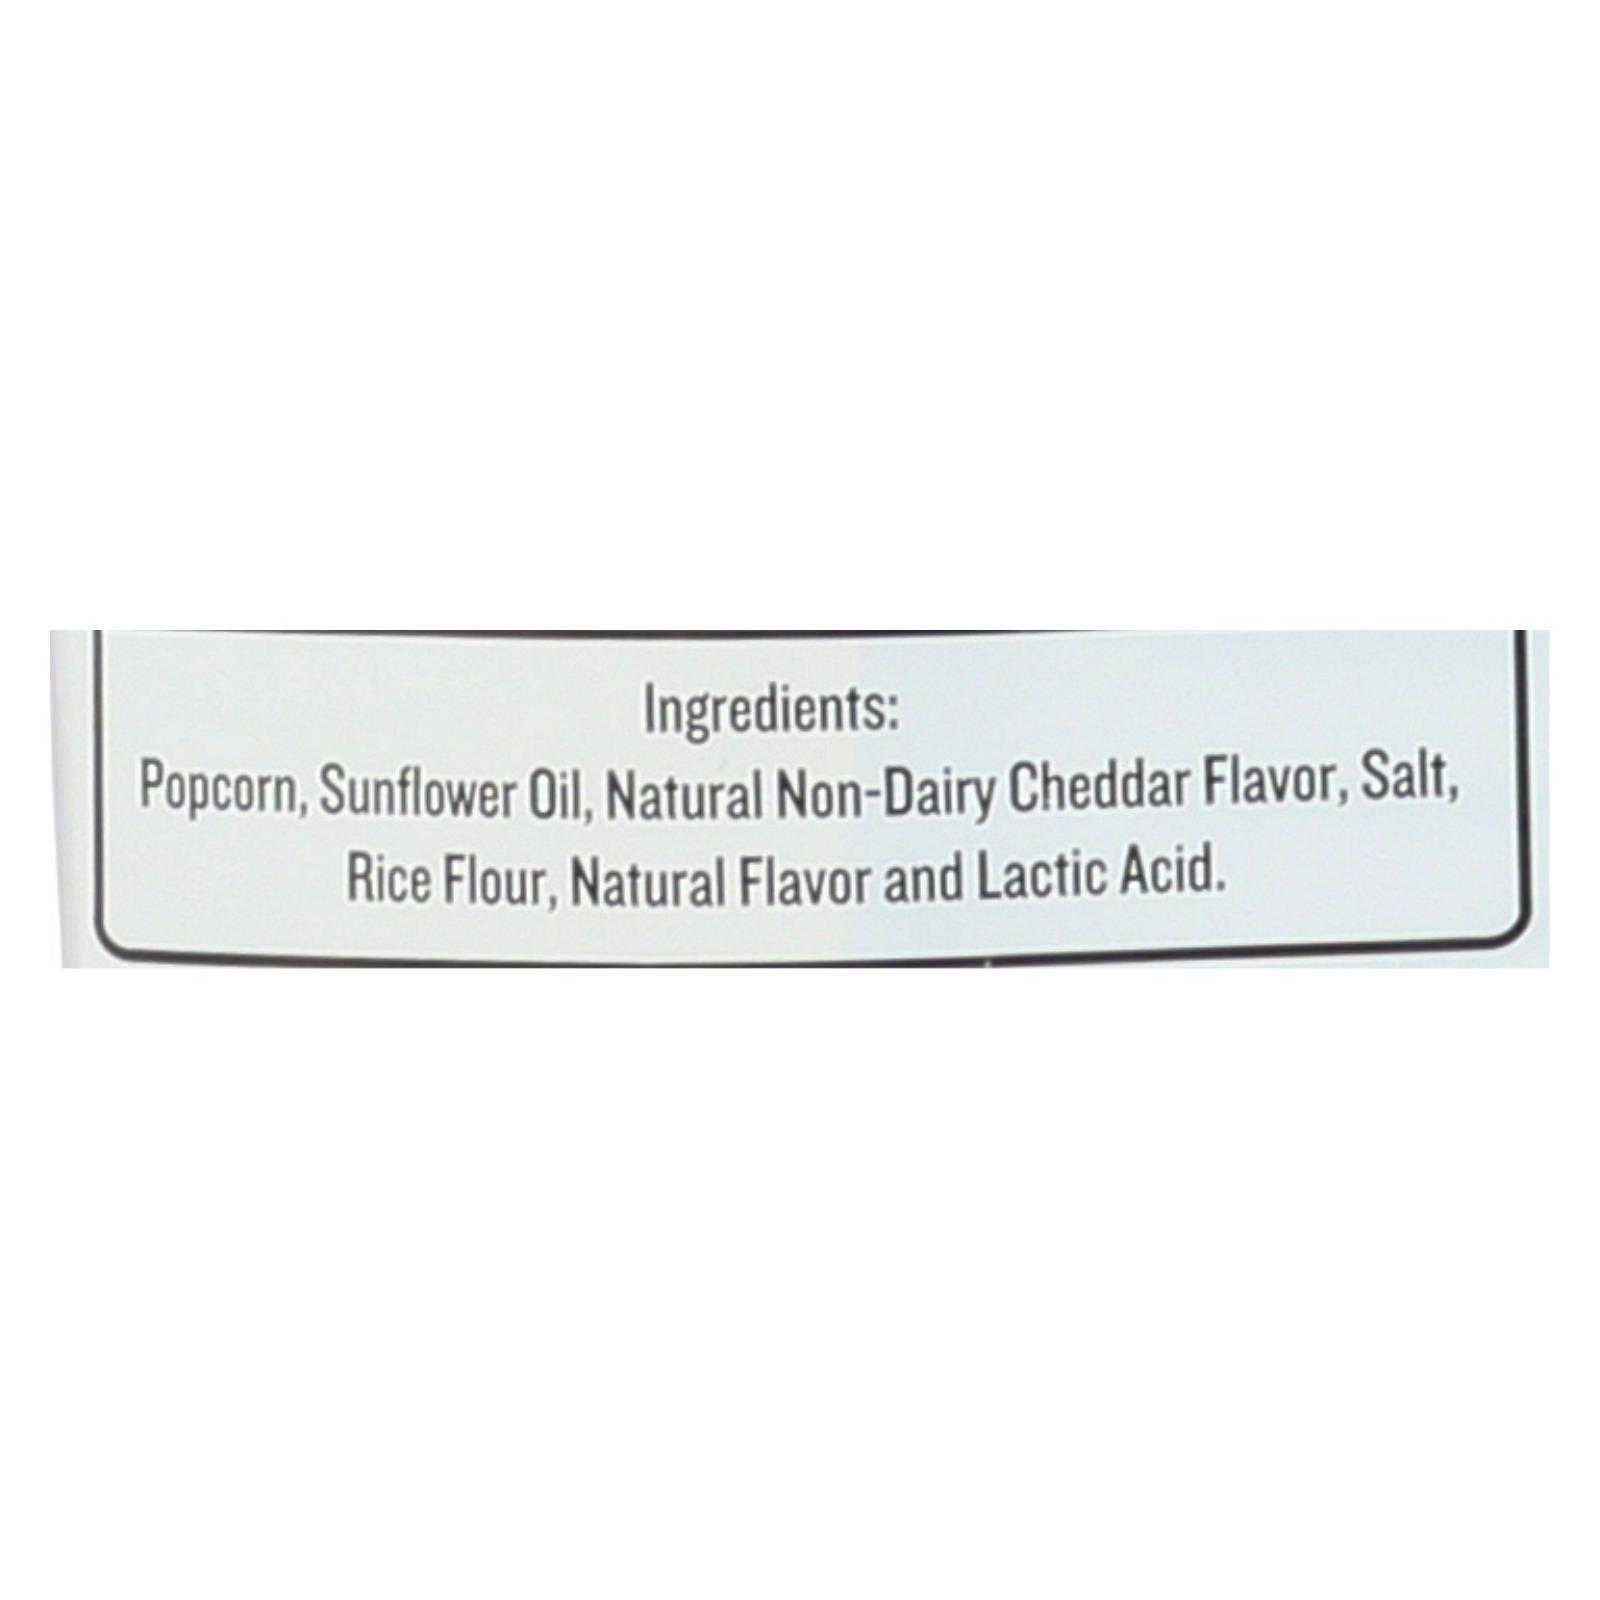 Ingredients:
Popcorn, Sunflower Oil, Natural Non-Dairy Cheddar Flavor, Salt,
Rice Flour, Natural Flavor and Lactic Acid.